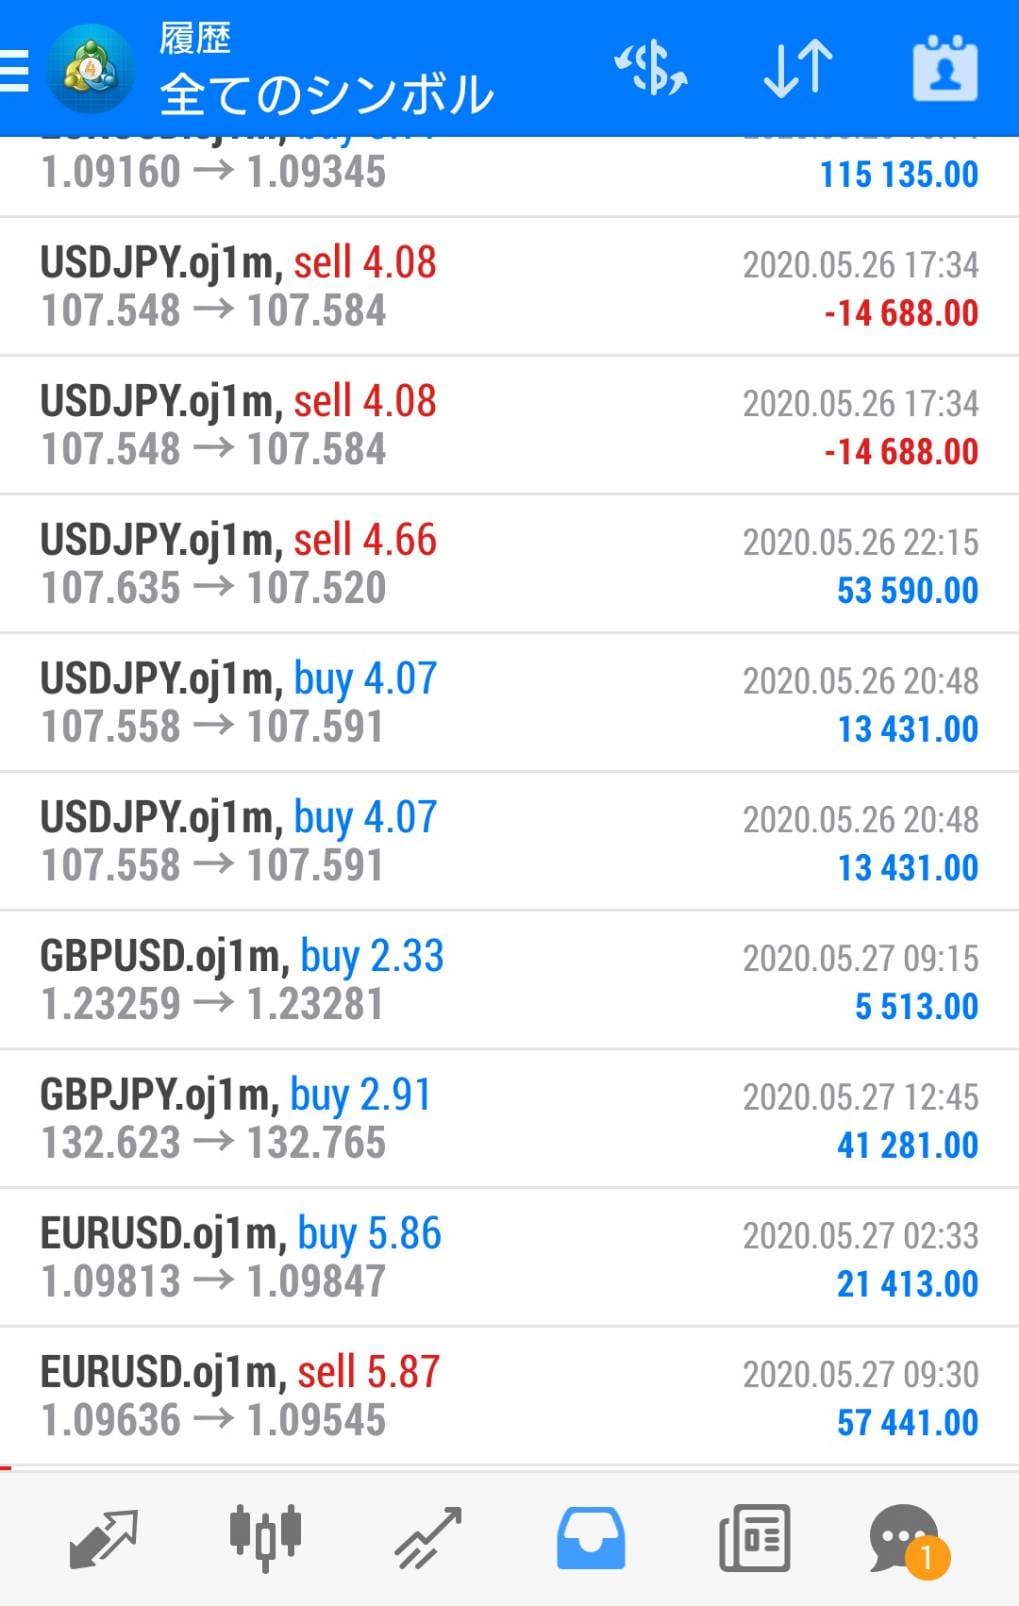 履歴
全てのシンボル
1.09160 → 1.09345
115 135.00
USDJPY.oj1m, sell 4.08
2020.05.26 17:34
107.548 → 107.584
-14 688.00
USDJPY.oj1m, sell 4.08
2020.05.26 17:34
107.548 → 107.584
-14 688.00
USDJPY.oj1m, sell 4.66
2020.05.26 22:15
107.635 → 107.520
53 590.00
USDJPY.oj1m, buy 4.07
2020.05.26 20:48
107.558 → 107.591
13 431.00
USDJPY.oj1m, buy 4.07
2020.05.26 20:48
107.558 → 107.591
13 431.00
GBPUSD.oj1m, buy 2.33
2020.05.27 09:15
1.23259 → 1.23281
5 513.00
GBPJPY.oj1m, buy 2.91
2020.05.27 12:45
132.623 → 132.765
41 281.00
EURUSD.oj1m, buy 5.86
2020.05.27 02:33
1.09813 → 1.09847
21 413.00
EURUSD.oj1m, sell 5.87
2020.05.27 09:30
1.09636 → 1.09545
57 441.00
1